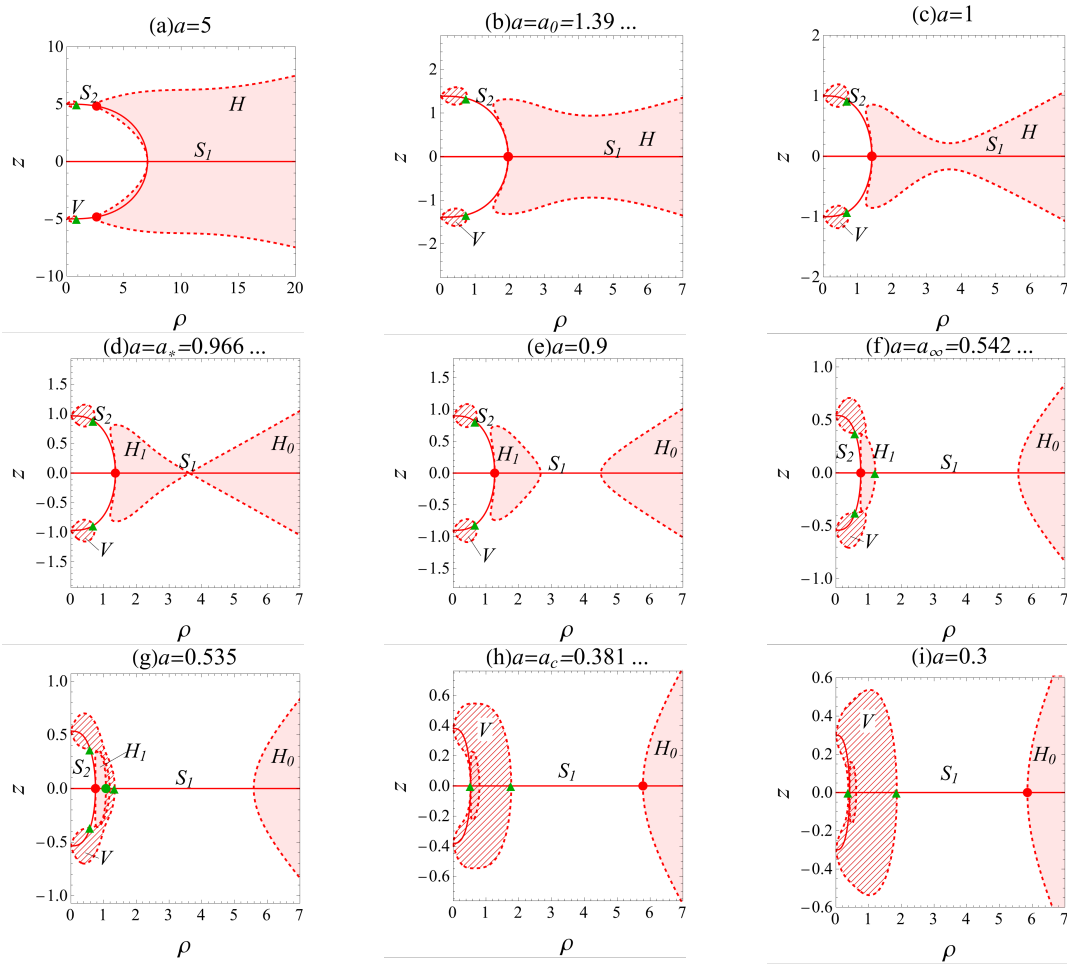 (a)a=5
10
5
0
−5
−10
z
S₂
H
S₁
V
0 5 10 15 20
ρ
(b)a=a₀=1.39 ...
2
1
0
−1
−2
z
S₂
H
S₁
V
0 1 2 3 4 5 6 7
ρ
(c)a=1
2
1
0
−1
−2
z
S₂
H
S₁
V
0 1 2 3 4 5 6 7
ρ
(d)a=a*=0.966 ...
1.5
1.0
0.5
0.0
−0.5
−1.0
−1.5
z
S₂
H₁
S₁
H₀
V
0 1 2 3 4 5 6 7
ρ
(e)a=0.9
1.5
1.0
0.5
0.0
−0.5
−1.0
−1.5
z
S₂
H₁
S₁
H₀
V
0 1 2 3 4 5 6 7
ρ
(f)a=a∞=0.542 ...
1.0
0.5
0.0
−0.5
−1.0
z
S₂
H₁
S₁
H₀
V
0 1 2 3 4 5 6 7
ρ
(g)a=0.535
1.0
0.5
0.0
−0.5
−1.0
z
H₁
S₂
S₁
H₀
V
0 1 2 3 4 5 6 7
ρ
(h)a=a_c=0.381 ...
0.6
0.4
0.2
0.0
−0.2
−0.4
−0.6
z
V
S₁
H₀
0 1 2 3 4 5 6 7
ρ
(i)a=0.3
0.6
0.4
0.2
0.0
−0.2
−0.4
−0.6
z
V
S₁
H₀
0 1 2 3 4 5 6 7
ρ